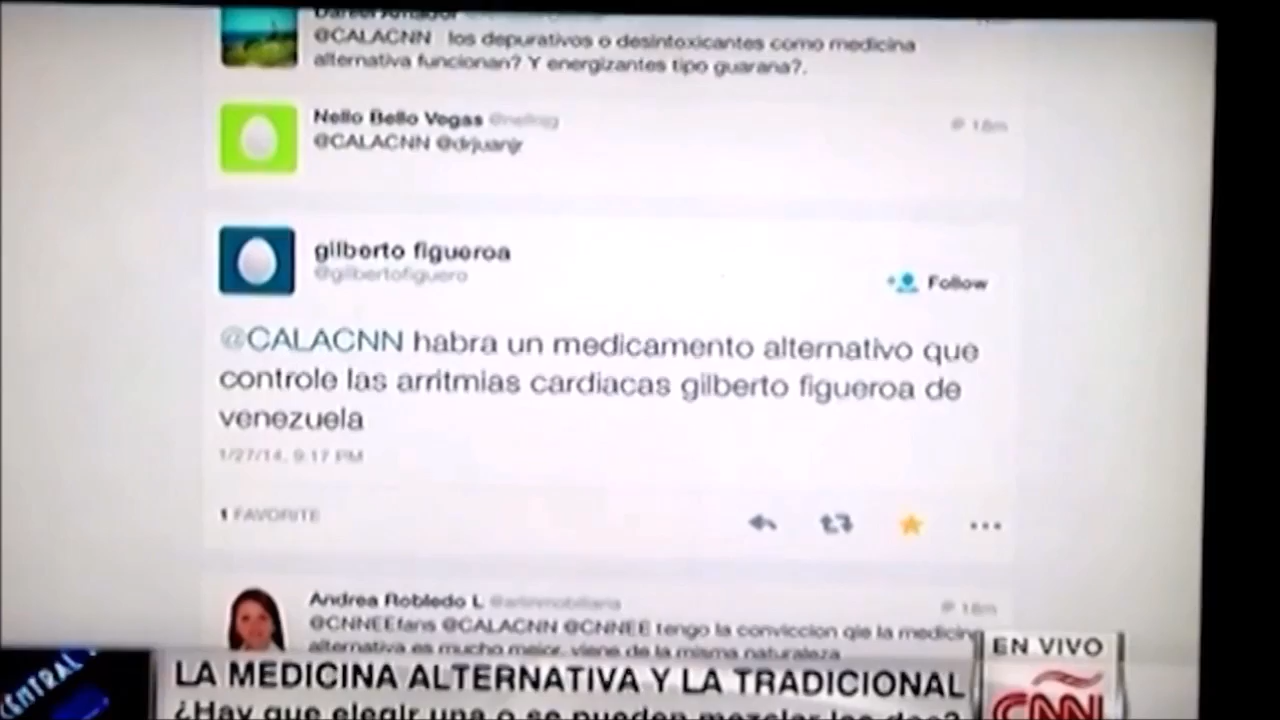 @CALACNN los depurativos o desintoxicantes como medicina
alternativa funcionan? Y energizantes tipo guarana?.
Nello Bello Vegas
@CALACNN @drjuanjr
gilberto figueroa
@gilbertofiguero
Follow
@CALACNN habra un medicamento alternativo que
controle las arritmias cardiacas gilberto figueroa de
venezuela
1/27/14, 9:17 PM
1 FAVORITE
Andrea Robledo L
@CNNEEfans @CALACNN @CNNEE tengo la conviccion qie la medicina
alternativa es mucho mejor, viene de la misma naturaleza
EN VIVO
CENTRAL
LA MEDICINA ALTERNATIVA Y LA TRADICIONAL
CNN
¿Hay que elegir una o se pueden mezclar las dos?